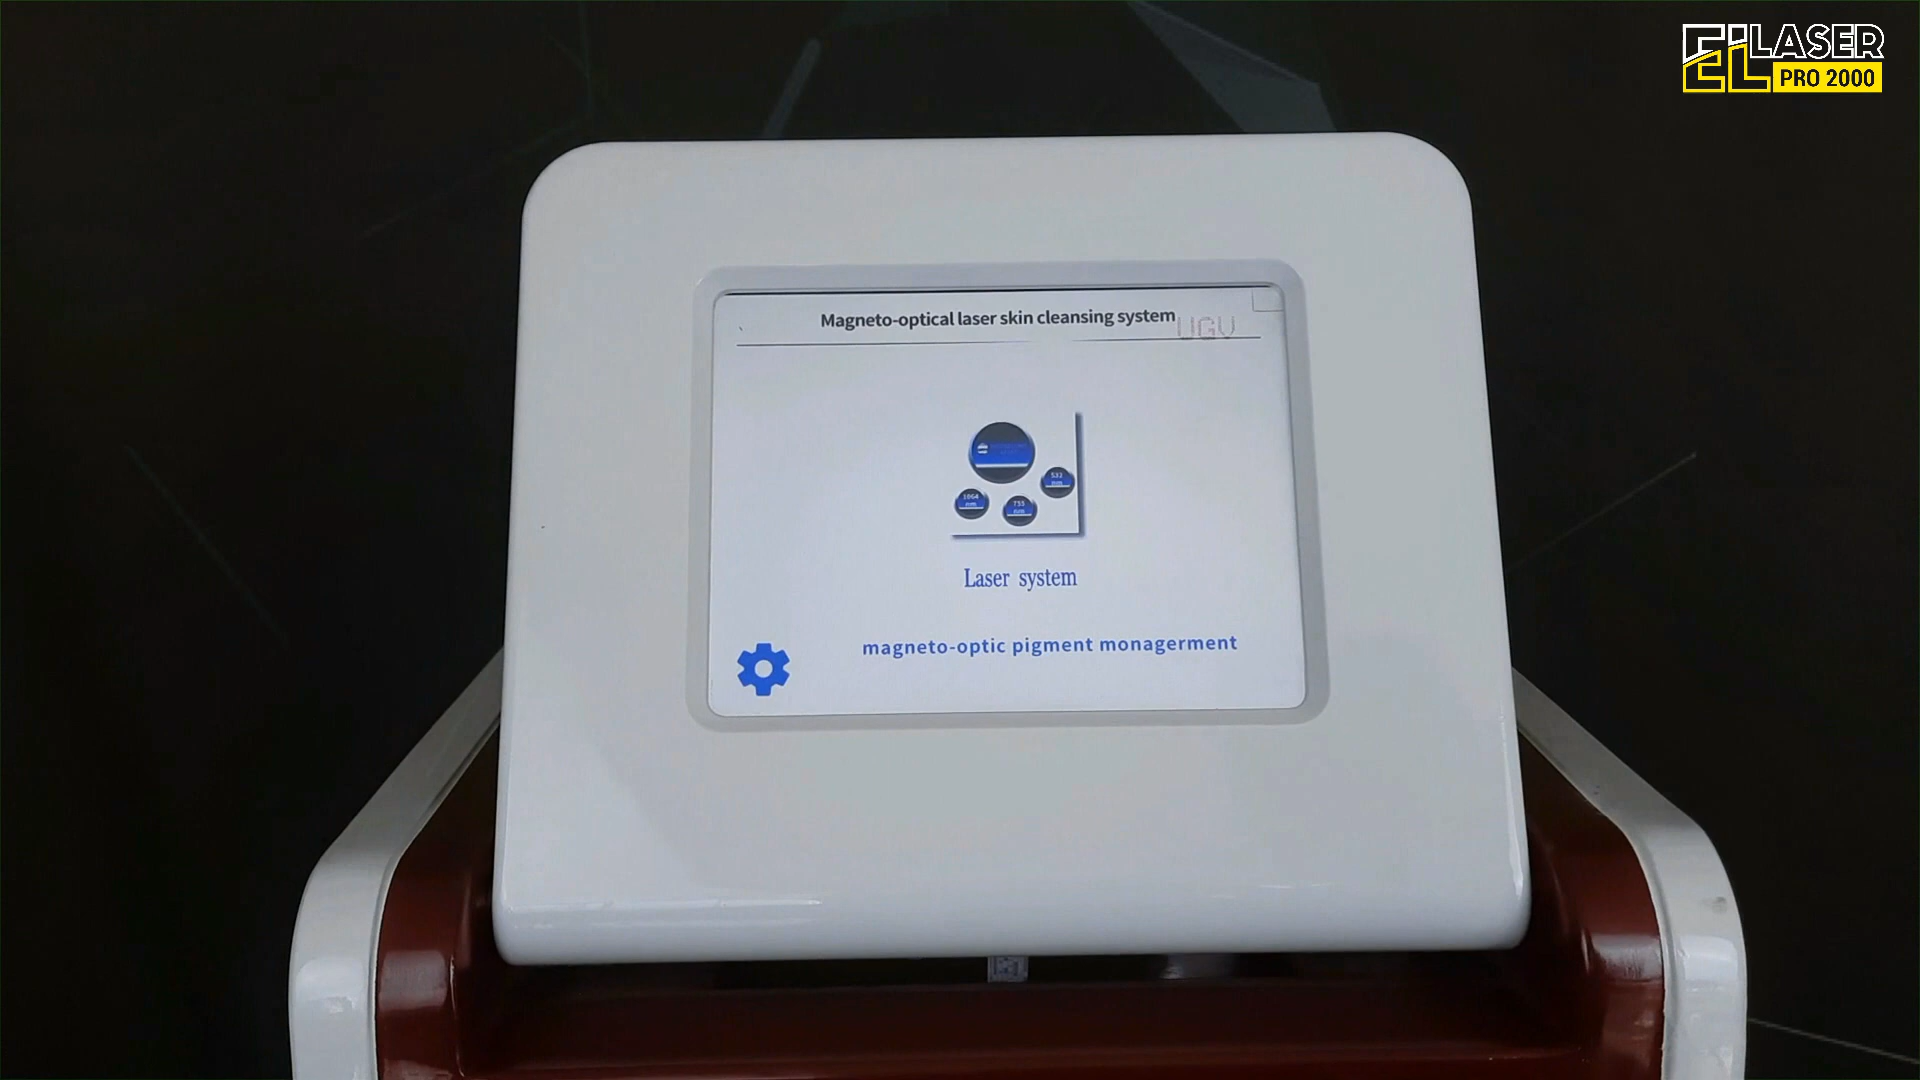 EL LASER
PRO 2000
Magneto-optical laser skin cleansing system
UGV
532
nm
1064
nm
755
nm
Laser system
magneto-optic pigment monagerment